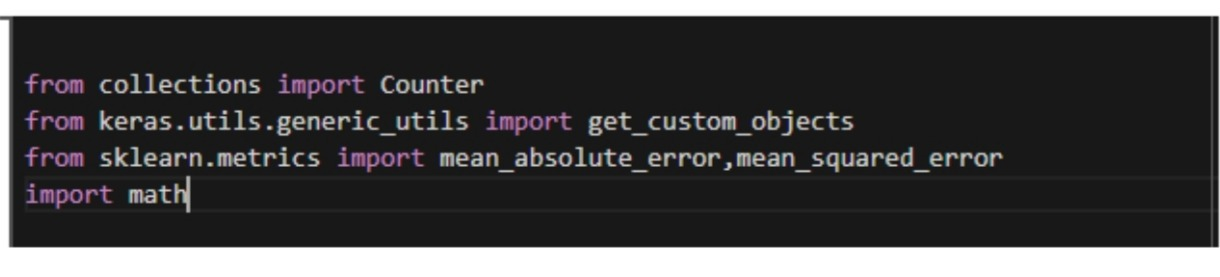 from collections import Counter
from keras.utils.generic_utils import get_custom_objects
from sklearn.metrics import mean_absolute_error,mean_squared_error
import math